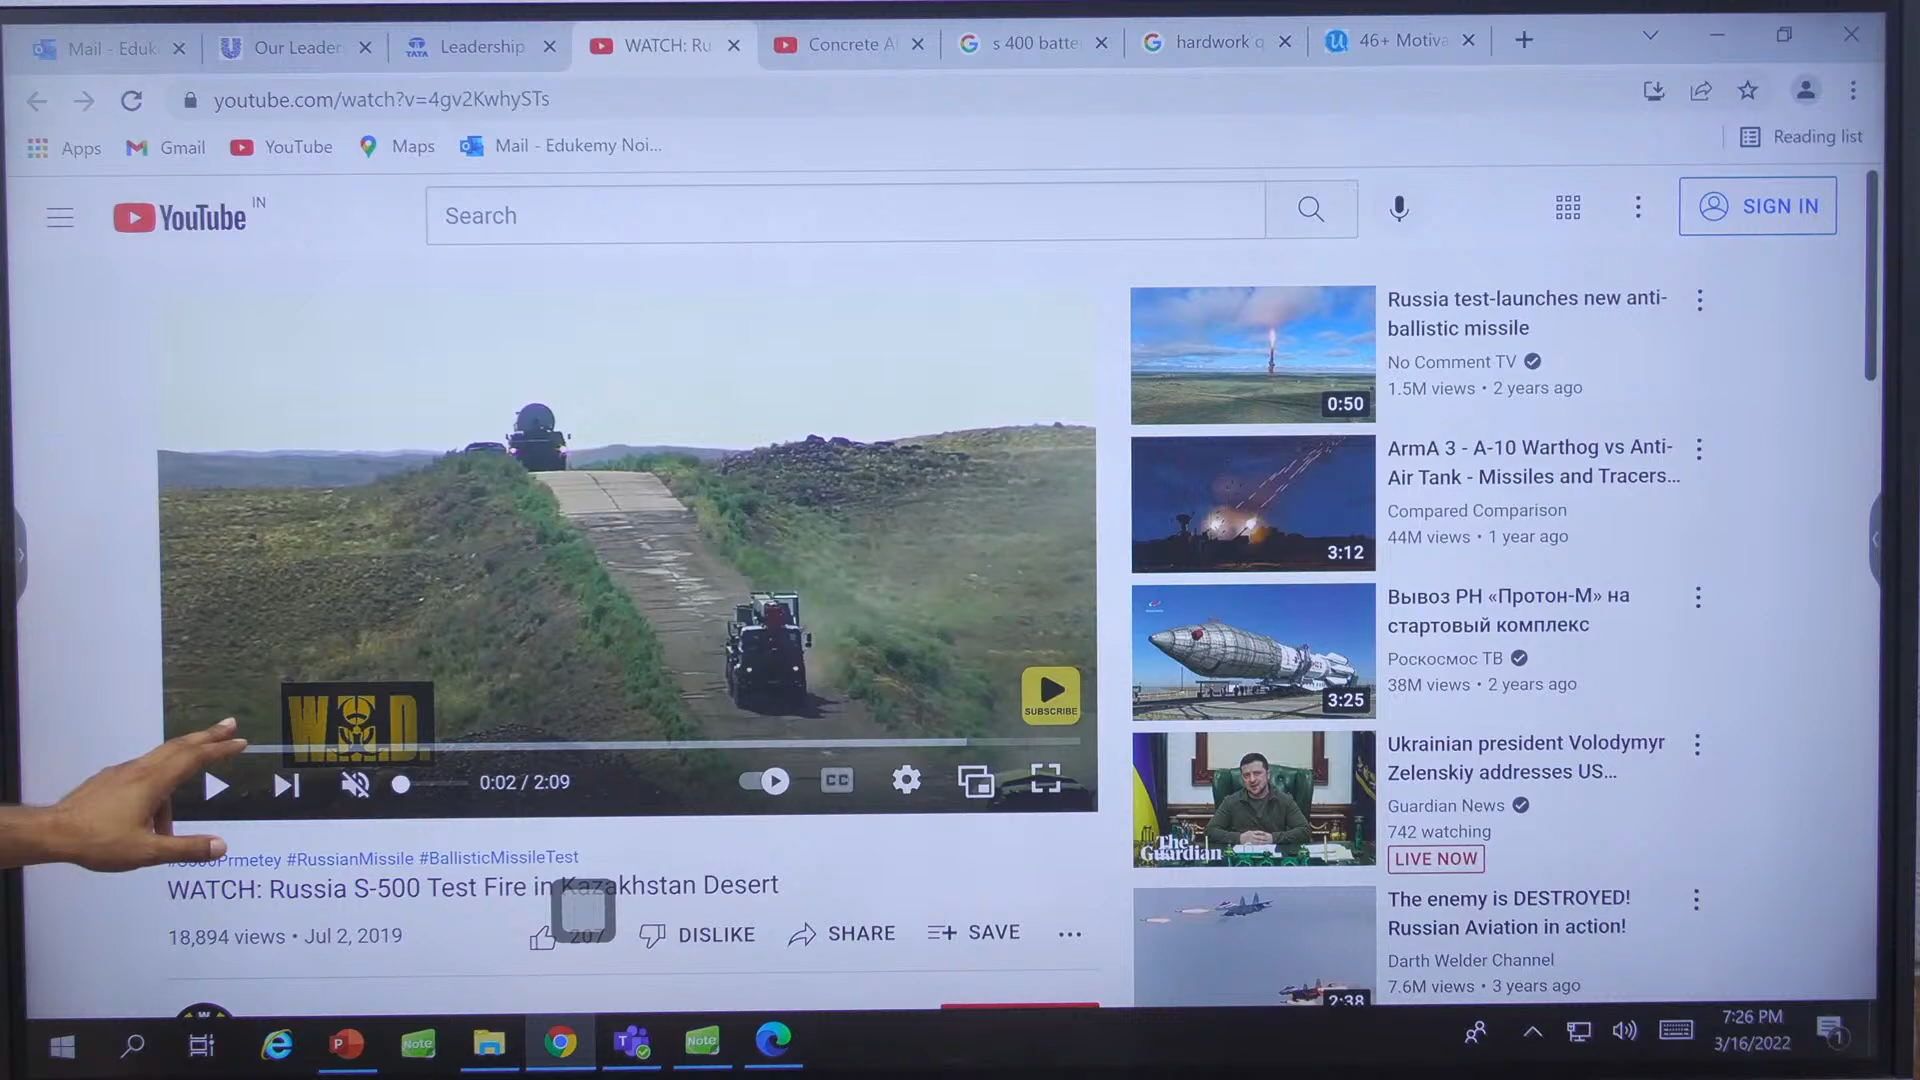 Mail - Eduk
Our Leader
TATA
Leadership
WATCH: Ru
Concrete A
s 400 batte
hardwork q
46+ Motiva
youtube.com/watch?v=4gv2KwhySTs
Apps
Gmail
YouTube
Maps
Mail - Edukemy Noi...
Reading list
YouTube IN
Search
SIGN IN
W.M.D.
SUBSCRIBE
0:02 / 2:09
CC
Prmetey #RussianMissile #BallisticMissileTest
WATCH: Russia S-500 Test Fire in Kazakhstan Desert
18,894 views • Jul 2, 2019
207
DISLIKE
SHARE
SAVE
Russia test-launches new anti-
ballistic missile
No Comment TV
1.5M views • 2 years ago
0:50
ArmA 3 - A-10 Warthog vs Anti-
Air Tank - Missiles and Tracers...
Compared Comparison
44M views • 1 year ago
3:12
Вывоз РН «Протон-М» на
стартовый комплекс
Роскосмос ТВ
38M views • 2 years ago
3:25
Ukrainian president Volodymyr
Zelenskiy addresses US...
Guardian News
742 watching
LIVE NOW
The
Guardian
The enemy is DESTROYED!
Russian Aviation in action!
Darth Welder Channel
7.6M views • 3 years ago
2:38
W
Note
Note
7:26 PM
3/16/2022
1